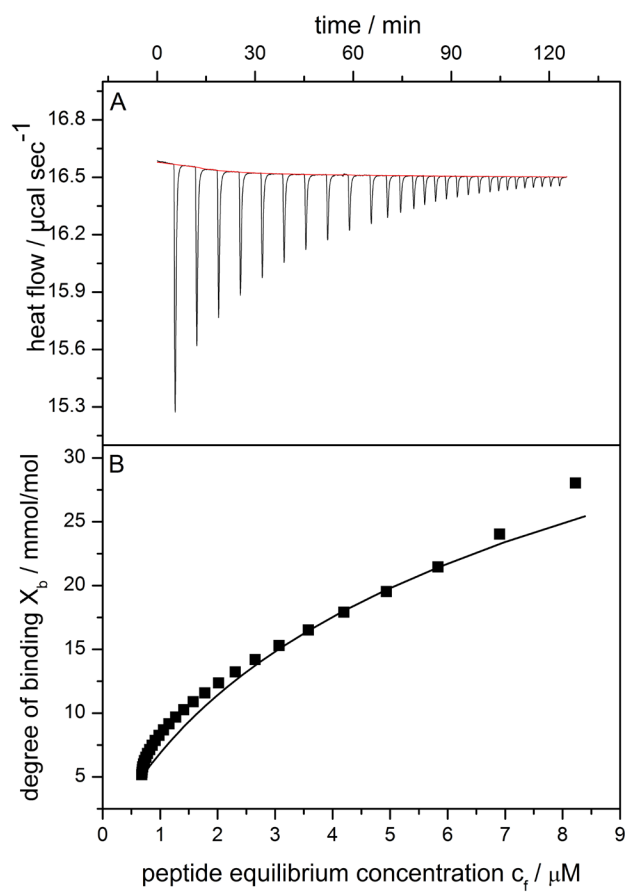 time / min
0 30 60 90 120
A
heat flow / µcal sec⁻¹
16.8
16.5
16.2
15.9
15.6
15.3
B
degree of binding X_b / mmol/mol
30
25
20
15
10
5
0 1 2 3 4 5 6 7 8 9
peptide equilibrium concentration c_f / µM